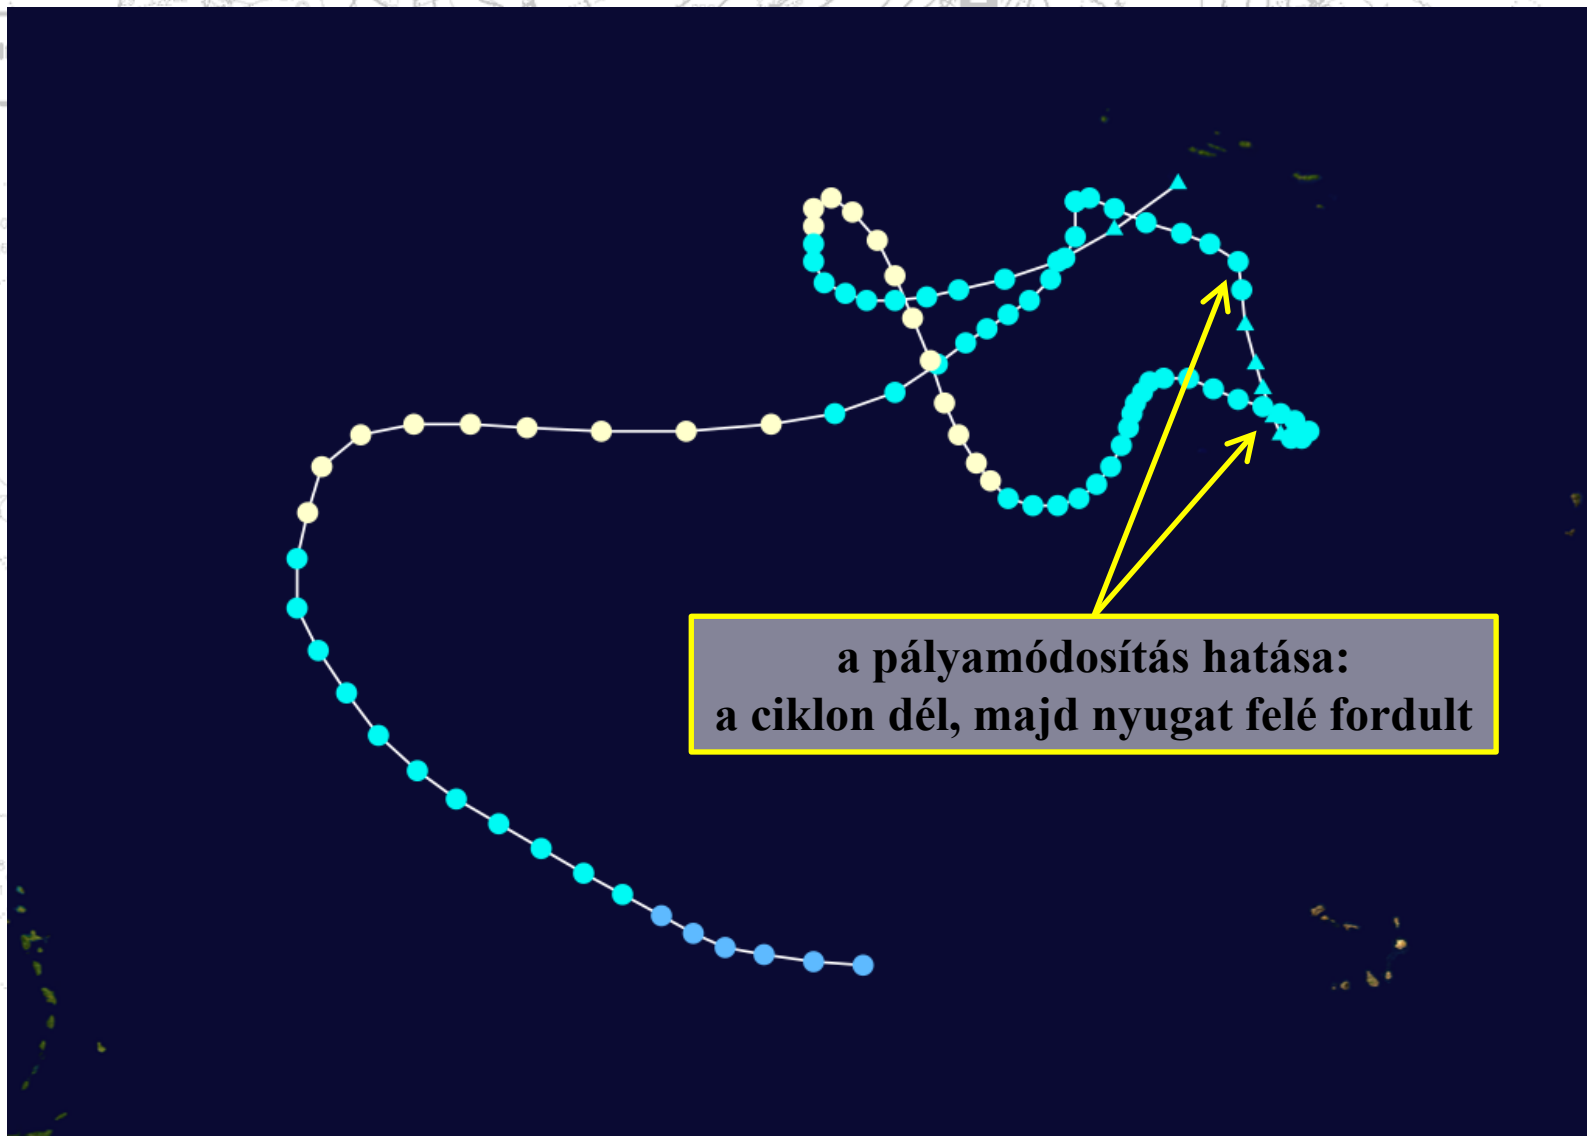 a pályamódosítás hatása:
a ciklon dél, majd nyugat felé fordult